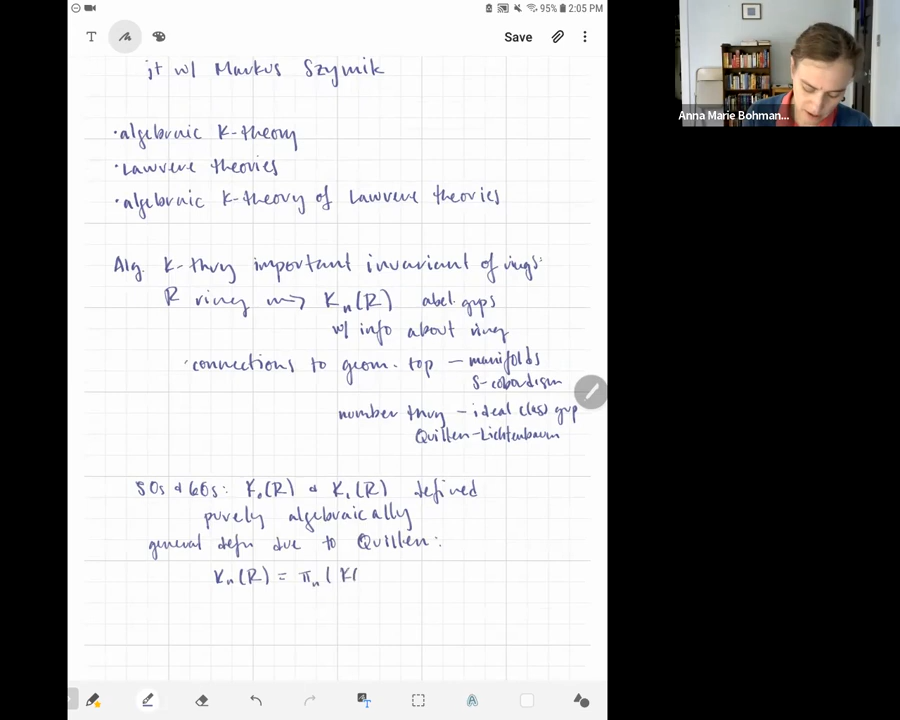 95% 2:05 PM
T
Save
jt w/ Markus Szymik
·algebraic K-theory
·Lawvere theories
·algebraic K-theory of Lawvere theories
Alg. K-thry important invariant of rings:
R ring ⇝ Kₙ(R) abel. gups
w/ info about ring
·connections to geom. top – manifolds
S-cobordism
number thry – ideal class gup
Quillen-Lichtenbaum
50s & 60s: K₀(R) & K₁(R) defined
purely algebraically
general defn due to Quillen:
Kₙ(R) = πₙ( K(
Anna Marie Bohman...